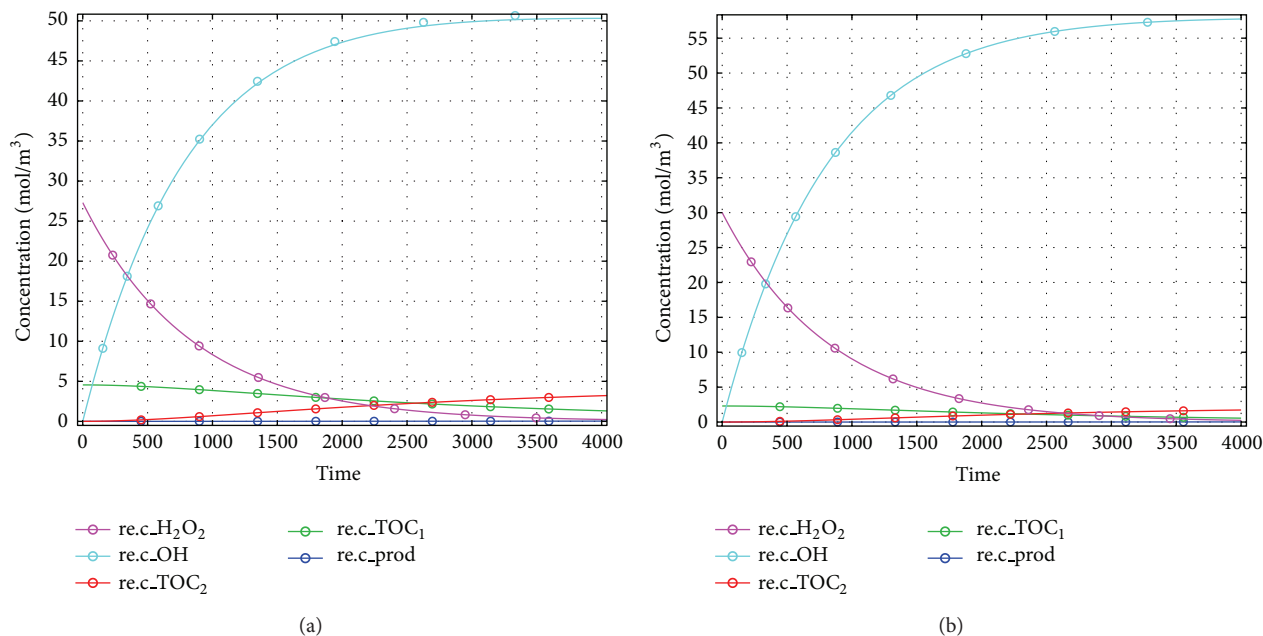 Concentration (mol/m³)
50
45
40
35
30
25
20
15
10
5
0
0 500 1000 1500 2000 2500 3000 3500 4000
Time
re.c_H₂O₂
re.c_OH
re.c_TOC₂
re.c_TOC₁
re.c_prod
(a)
Concentration (mol/m³)
55
50
45
40
35
30
25
20
15
10
5
0
0 500 1000 1500 2000 2500 3000 3500 4000
Time
re.c_H₂O₂
re.c_OH
re.c_TOC₂
re.c_TOC₁
re.c_prod
(b)